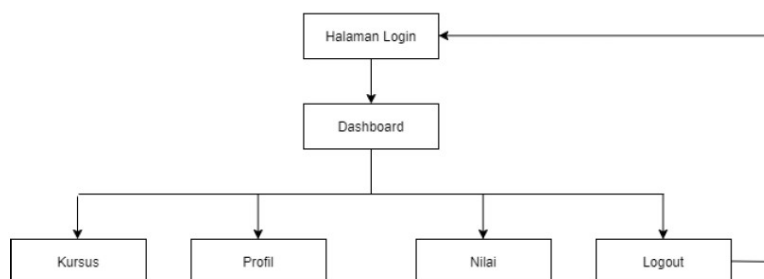 Halaman Login
Dashboard
Kursus
Profil
Nilai
Logout